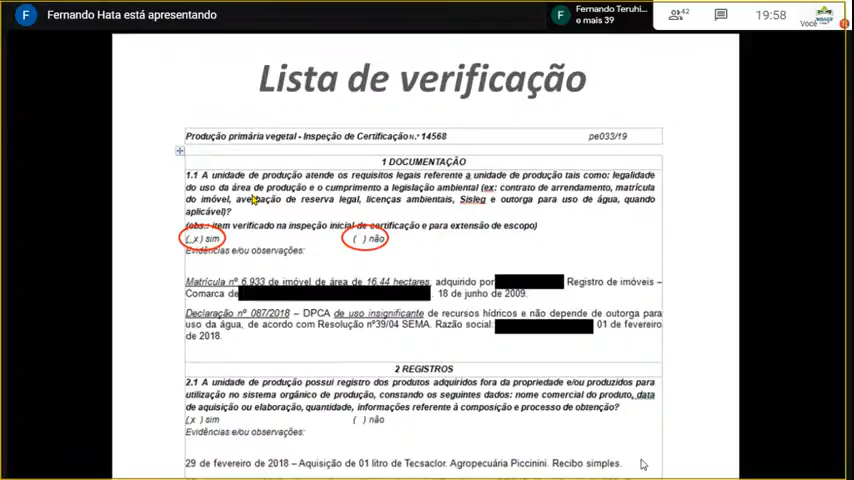 Fernando Hata está apresentando
Fernando Teruhi...
e mais 39
42
19:58
Você
Lista de verificação
Produção primária vegetal - Inspeção de Certificação N.º 14568 pe033/19
1 DOCUMENTAÇÃO
1.1 A unidade de produção atende os requisitos legais referente a unidade de produção tais como: legalidade
do uso da área de produção e o cumprimento a legislação ambiental (ex: contrato de arrendamento, matrícula
do imóvel, averbação de reserva legal, licenças ambientais, Sisleg e outorga para uso de água, quando
aplicável)?
(obs.: item verificado na inspeção inicial de certificação e para extensão de escopo)
( x ) sim ( ) não
Evidências e/ou observações:
Matrícula nº 6.933 de imóvel de área de 16.44 hectares, adquirido por Registro de imóveis –
Comarca de . 18 de junho de 2009.
Declaração nº 087/2018 – DPCA de uso insignificante de recursos hídricos e não depende de outorga para
uso da água, de acordo com Resolução nº39/04 SEMA. Razão social: 01 de fevereiro
de 2018.
2 REGISTROS
2.1 A unidade de produção possui registro dos produtos adquiridos fora da propriedade e/ou produzidos para
utilização no sistema orgânico de produção, constando os seguintes dados: nome comercial do produto, data
de aquisição ou elaboração, quantidade, informações referente à composição e processo de obtenção?
( x ) sim ( ) não
Evidências e/ou observações:
29 de fevereiro de 2018 – Aquisição de 01 litro de Tecsaclor. Agropecuária Piccinini. Recibo simples.